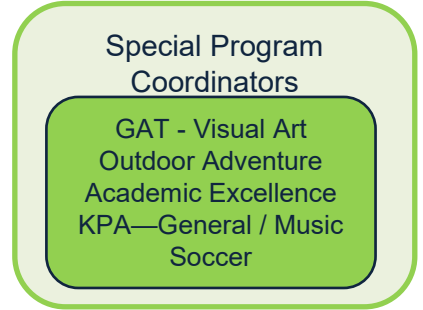 Special Program
Coordinators
GAT - Visual Art
Outdoor Adventure
Academic Excellence
KPA—General / Music
Soccer